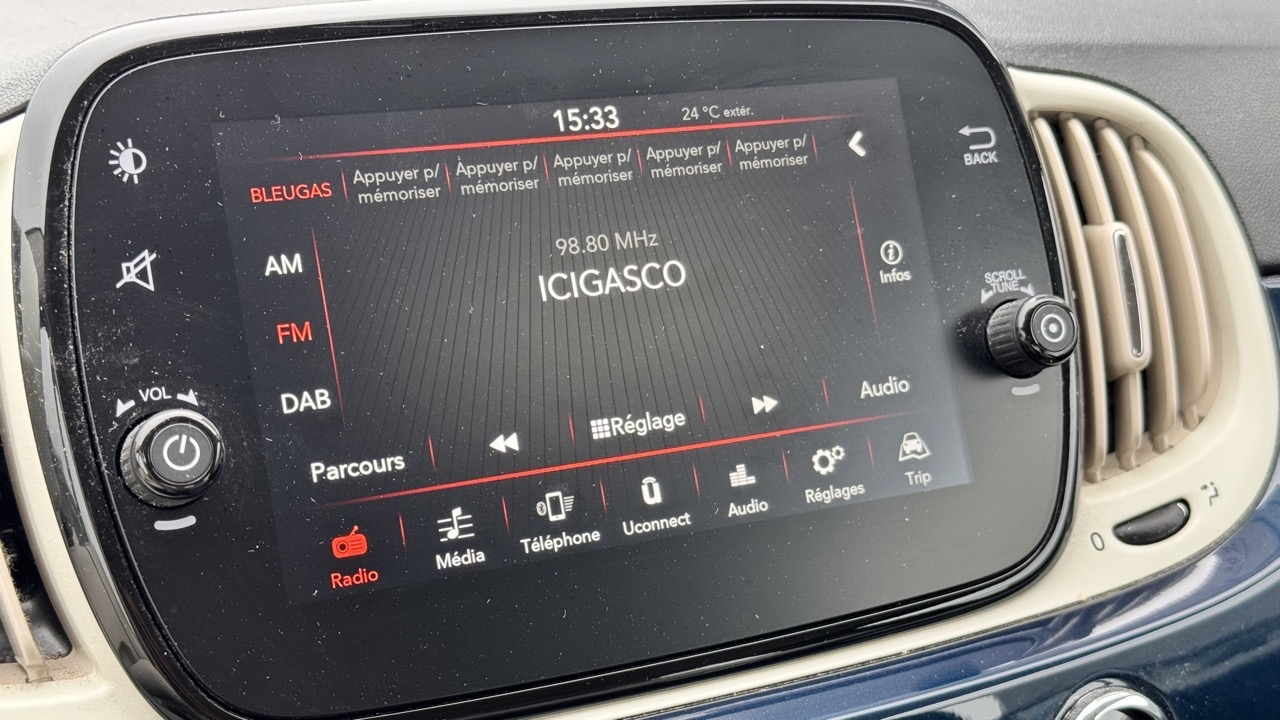 15:33
24 °C extér.
BLEUGAS
Appuyer p/
mémoriser
Appuyer p/
mémoriser
Appuyer p/
mémoriser
Appuyer p/
mémoriser
Appuyer p/
mémoriser
BACK
98.80 MHz
ICIGASCO
AM
FM
DAB
Infos
SCROLL
TUNE
VOL
Parcours
Réglage
Audio
Radio
Média
Téléphone
Uconnect
Audio
Réglages
Trip
0